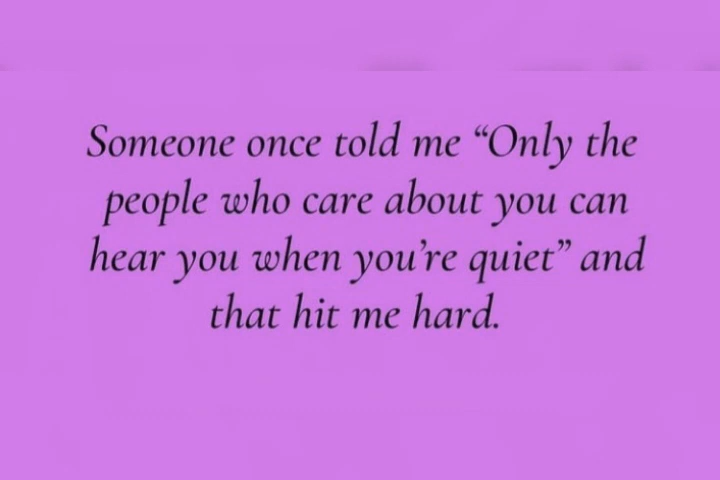 Someone once told me “Only the
people who care about you can
hear you when you’re quiet” and
that hit me hard.